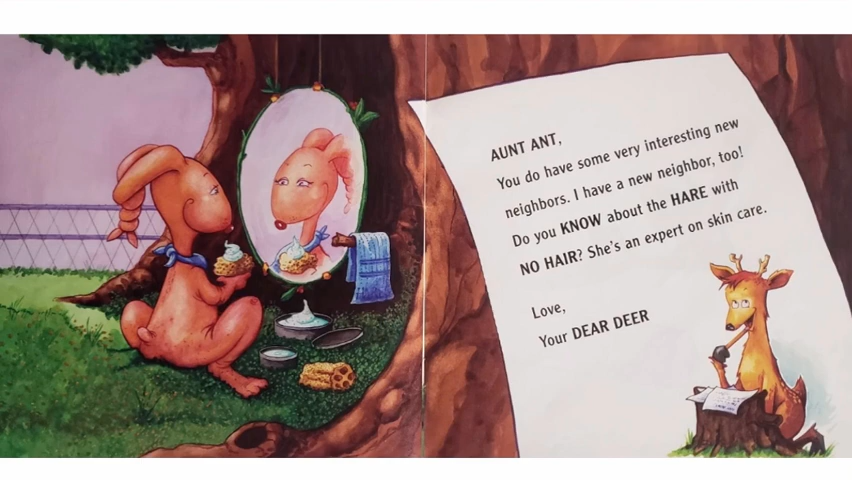 AUNT ANT,
You do have some very interesting new
neighbors. I have a new neighbor, too!
Do you KNOW about the HARE with
NO HAIR? She's an expert on skin care.
Love,
Your DEAR DEER